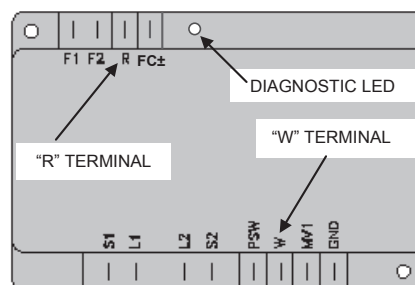 F1 F2 R FC±
DIAGNOSTIC LED
"W" TERMINAL
"R" TERMINAL
S1 L1 L2 S2 PSW W MV1 GND